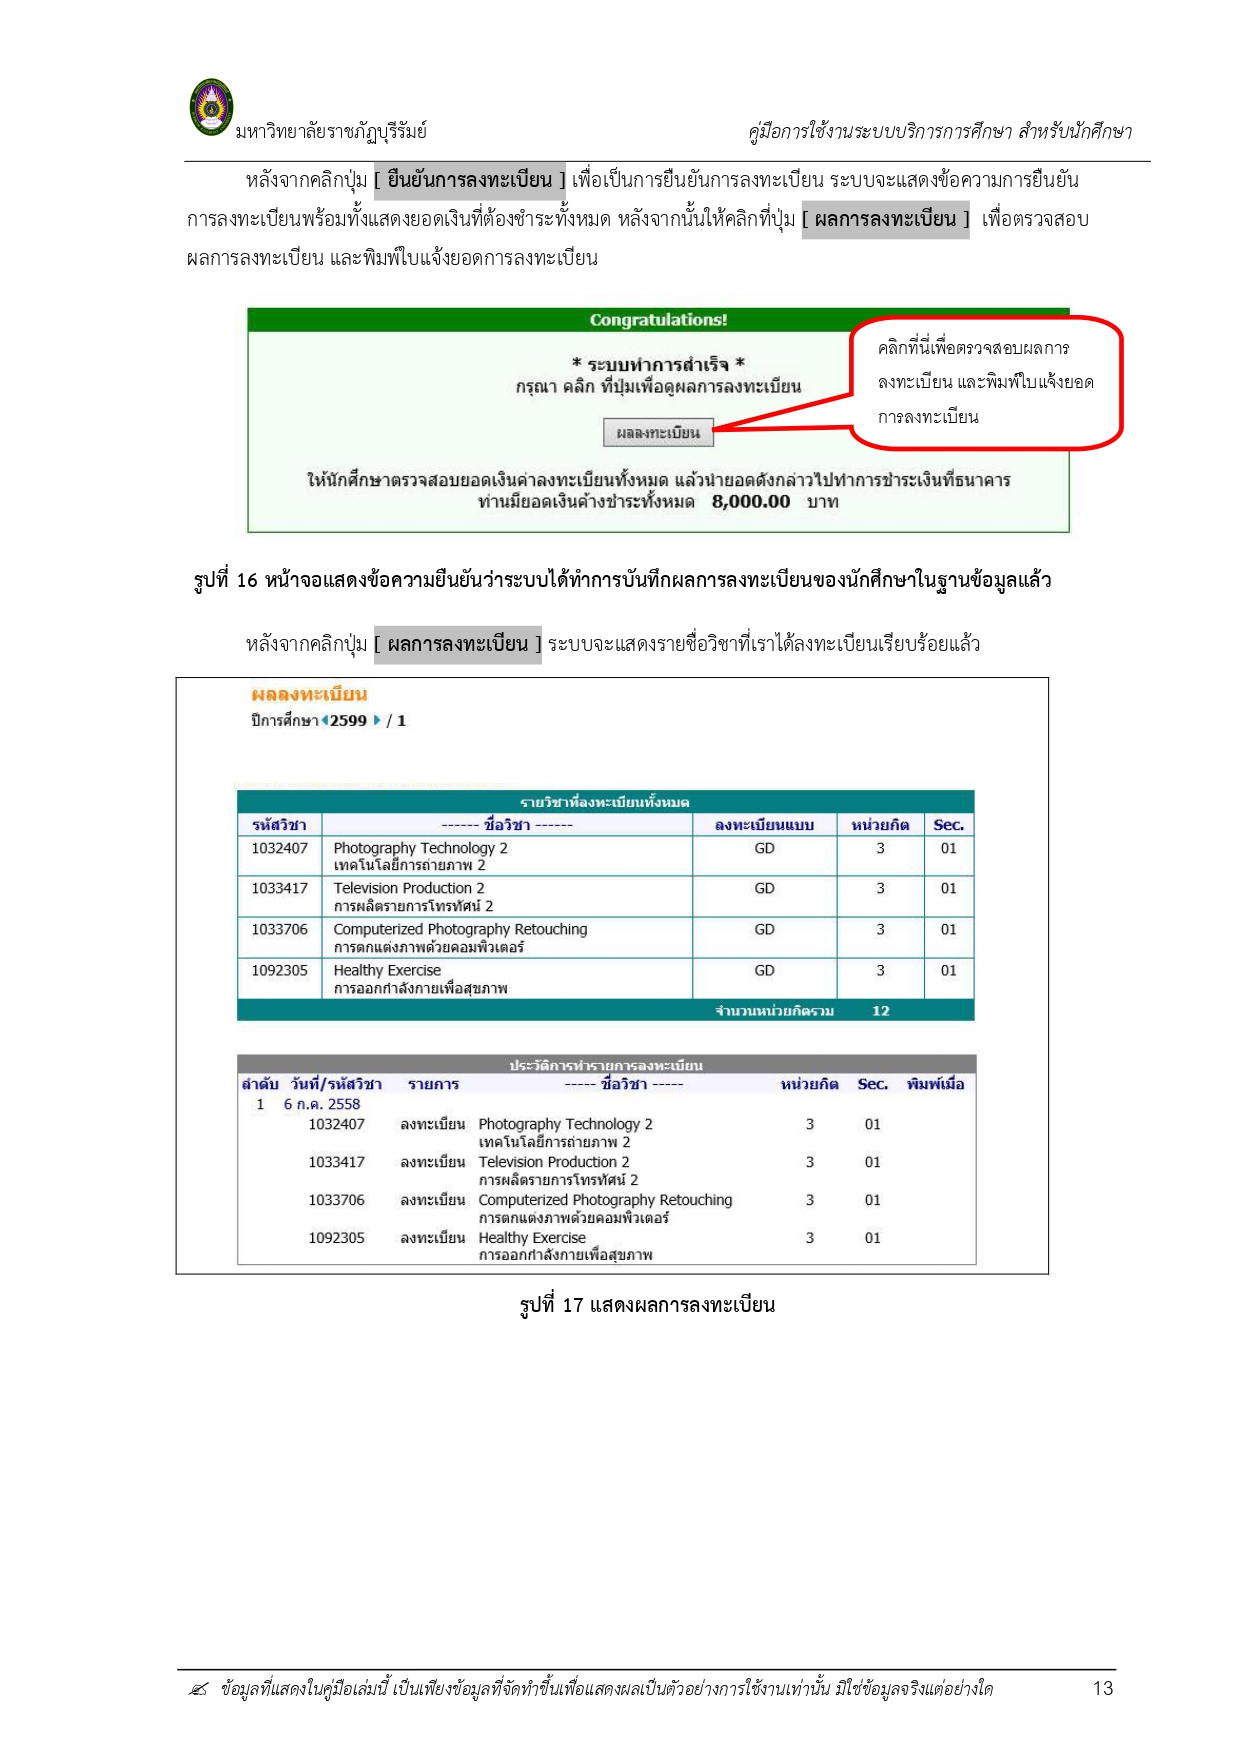 มหาวิทยาลัยราชภัฏบุรีรัมย์ คู่มือการใช้งานระบบบริการการศึกษา สำหรับนักศึกษา
หลังจากคลิกปุ่ม [ ยืนยันการลงทะเบียน ] เพื่อเป็นการยืนยันการลงทะเบียน ระบบจะแสดงข้อความการยืนยัน
การลงทะเบียนพร้อมทั้งแสดงยอดเงินที่ต้องชำระทั้งหมด หลังจากนั้นให้คลิกที่ปุ่ม [ ผลการลงทะเบียน ] เพื่อตรวจสอบ
ผลการลงทะเบียน และพิมพ์ใบแจ้งยอดการลงทะเบียน
Congratulations!
* ระบบทำการสำเร็จ *
กรุณา คลิก ที่ปุ่มเพื่อดูผลการลงทะเบียน
ผลลงทะเบียน
คลิกที่นี่เพื่อตรวจสอบผลการ
ลงทะเบียน และพิมพ์ใบแจ้งยอด
การลงทะเบียน
ให้นักศึกษาตรวจสอบยอดเงินค่าลงทะเบียนทั้งหมด แล้วนำยอดดังกล่าวไปทำการชำระเงินที่ธนาคาร
ท่านมียอดเงินค้างชำระทั้งหมด 8,000.00 บาท
รูปที่ 16 หน้าจอแสดงข้อความยืนยันว่าระบบได้ทำการบันทึกผลการลงทะเบียนของนักศึกษาในฐานข้อมูลแล้ว
หลังจากคลิกปุ่ม [ ผลการลงทะเบียน ] ระบบจะแสดงรายชื่อวิชาที่เราได้ลงทะเบียนเรียบร้อยแล้ว
ผลลงทะเบียน
ปีการศึกษา 2599 / 1
รายวิชาที่ลงทะเบียนทั้งหมด
รหัสวิชา ------ ชื่อวิชา ------ ลงทะเบียนแบบ หน่วยกิต Sec.
1032407 Photography Technology 2 GD 3 01
เทคโนโลยีการถ่ายภาพ 2
1033417 Television Production 2 GD 3 01
การผลิตรายการโทรทัศน์ 2
1033706 Computerized Photography Retouching GD 3 01
การตกแต่งภาพด้วยคอมพิวเตอร์
1092305 Healthy Exercise GD 3 01
การออกกำลังกายเพื่อสุขภาพ
จำนวนหน่วยกิตรวม 12
ประวัติการทำรายการลงทะเบียน
ลำดับ วันที่/รหัสวิชา รายการ ----- ชื่อวิชา ----- หน่วยกิต Sec. พิมพ์เมื่อ
1 6 ก.ค. 2558
1032407 ลงทะเบียน Photography Technology 2 3 01
เทคโนโลยีการถ่ายภาพ 2
1033417 ลงทะเบียน Television Production 2 3 01
การผลิตรายการโทรทัศน์ 2
1033706 ลงทะเบียน Computerized Photography Retouching 3 01
การตกแต่งภาพด้วยคอมพิวเตอร์
1092305 ลงทะเบียน Healthy Exercise 3 01
การออกกำลังกายเพื่อสุขภาพ
รูปที่ 17 แสดงผลการลงทะเบียน
ข้อมูลที่แสดงในคู่มือเล่มนี้ เป็นเพียงข้อมูลที่จัดทำขึ้นเพื่อแสดงผลเป็นตัวอย่างการใช้งานเท่านั้น มิใช่ข้อมูลจริงแต่อย่างใด 13